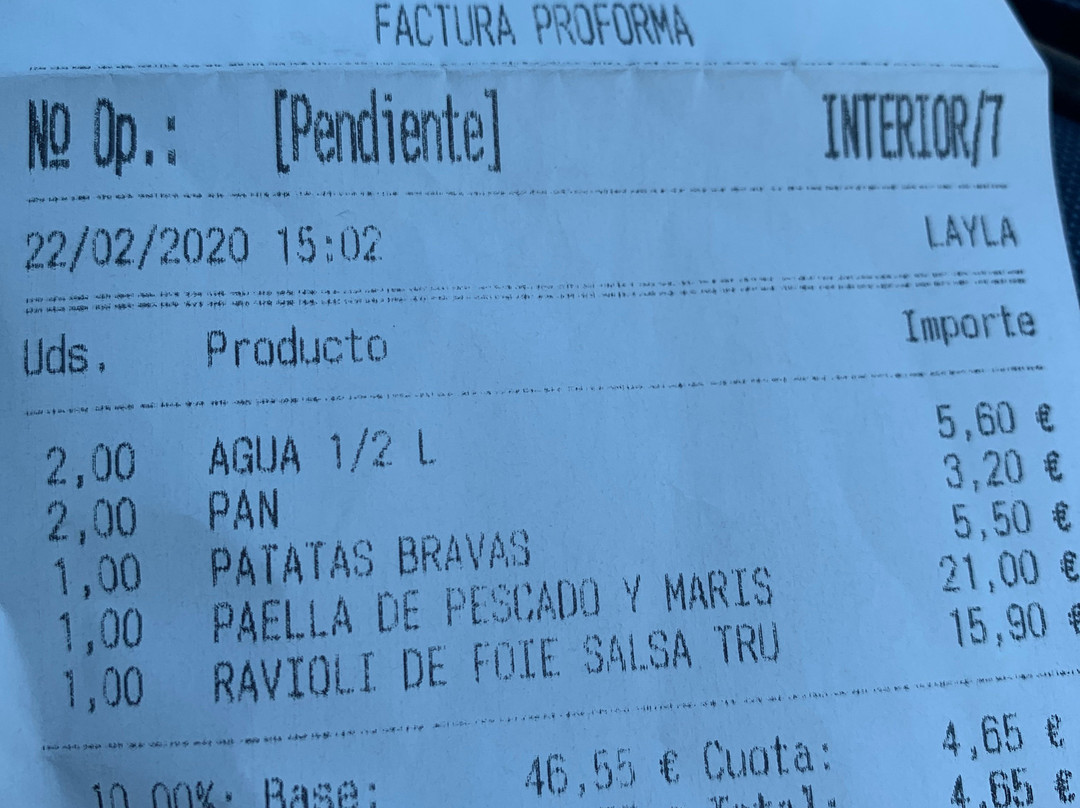 FACTURA PROFORMA
Nº Op.: [Pendiente] INTERIOR/7
22/02/2020 15:02 LAYLA
Uds. Producto Importe
2,00 AGUA 1/2 L 5,60 €
2,00 PAN 3,20 €
1,00 PATATAS BRAVAS 5,50 €
1,00 PAELLA DE PESCADO Y MARIS 21,00 €
1,00 RAVIOLI DE FOIE SALSA TRU 15,90 €
10,00%: Base: 46,55 € Cuota: 4,65 €
Total: 4,65 €